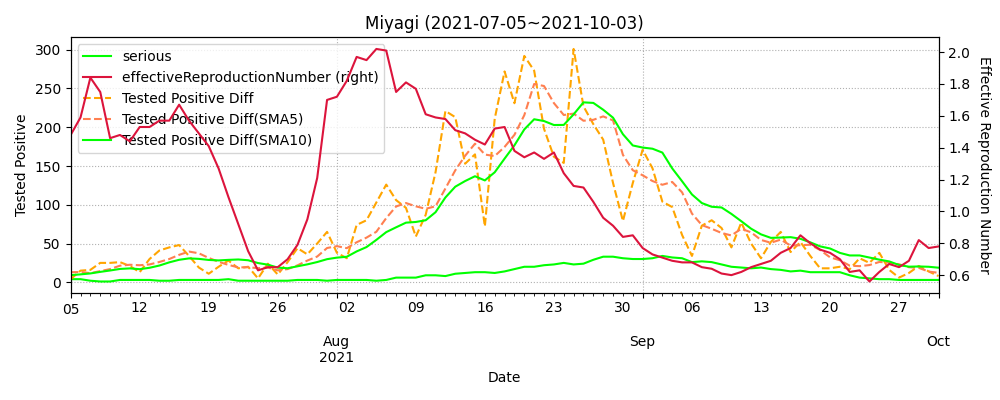 Miyagi (2021-07-05~2021-10-03)
serious
effectiveReproductionNumber (right)
Tested Positive Diff
Tested Positive Diff(SMA5)
Tested Positive Diff(SMA10)
Tested Positive
300
250
200
150
100
50
0
2.0
1.8
1.6
1.4
1.2
1.0
0.8
0.6
Effective Reproduction Number
05 12 19 26 02 09 16 23 30 06 13 20 27
Aug Sep Oct
2021
Date